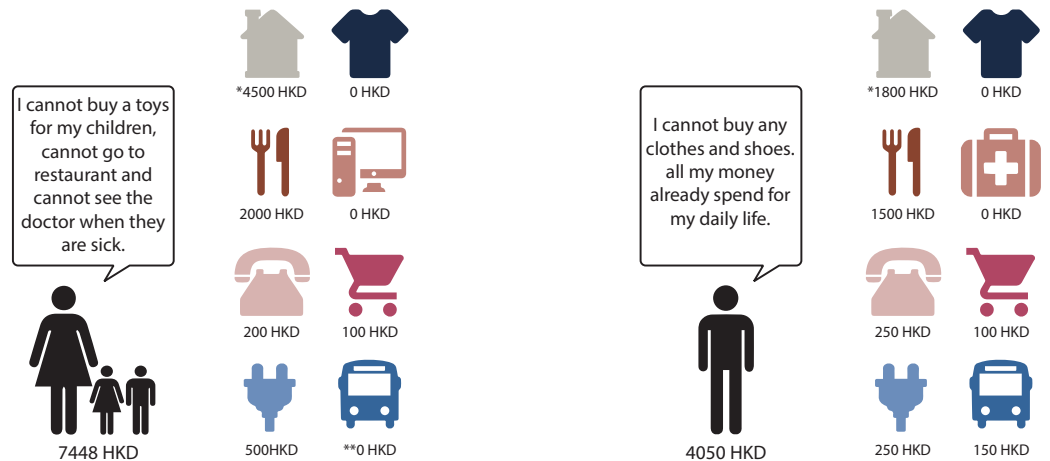 I cannot buy a toys
for my children,
cannot go to
restaurant and
cannot see the
doctor when they
are sick.
7448 HKD
*4500 HKD
0 HKD
2000 HKD
0 HKD
200 HKD
100 HKD
500HKD
**0 HKD
I cannot buy any
clothes and shoes.
all my money
already spend for
my daily life.
4050 HKD
*1800 HKD
0 HKD
1500 HKD
0 HKD
250 HKD
100 HKD
250 HKD
150 HKD